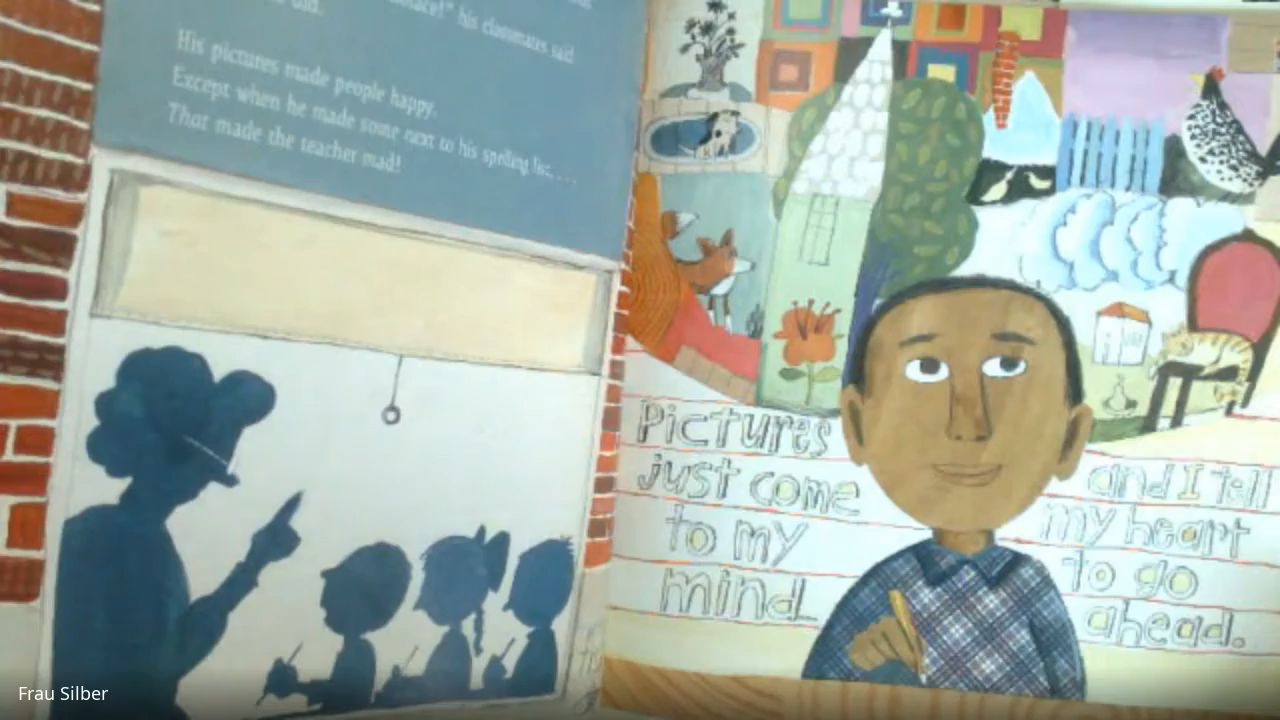 his classmates said
did.
His pictures made people happy.
Except when he made some next to his spelling list. . . .
That made the teacher mad!
Pictures
just come
to my
mind
and I tell
my heart
to go
ahead.
Frau Silber